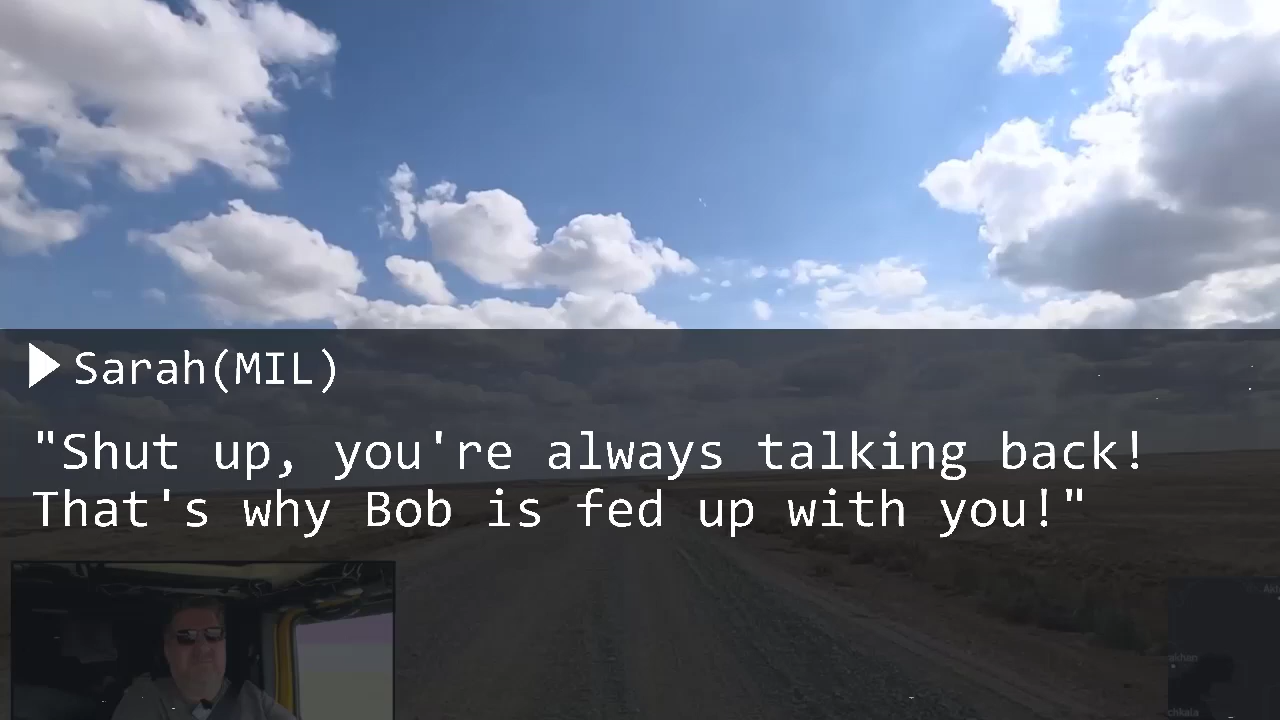 Sarah(MIL)
"Shut up, you're always talking back!
That's why Bob is fed up with you!"